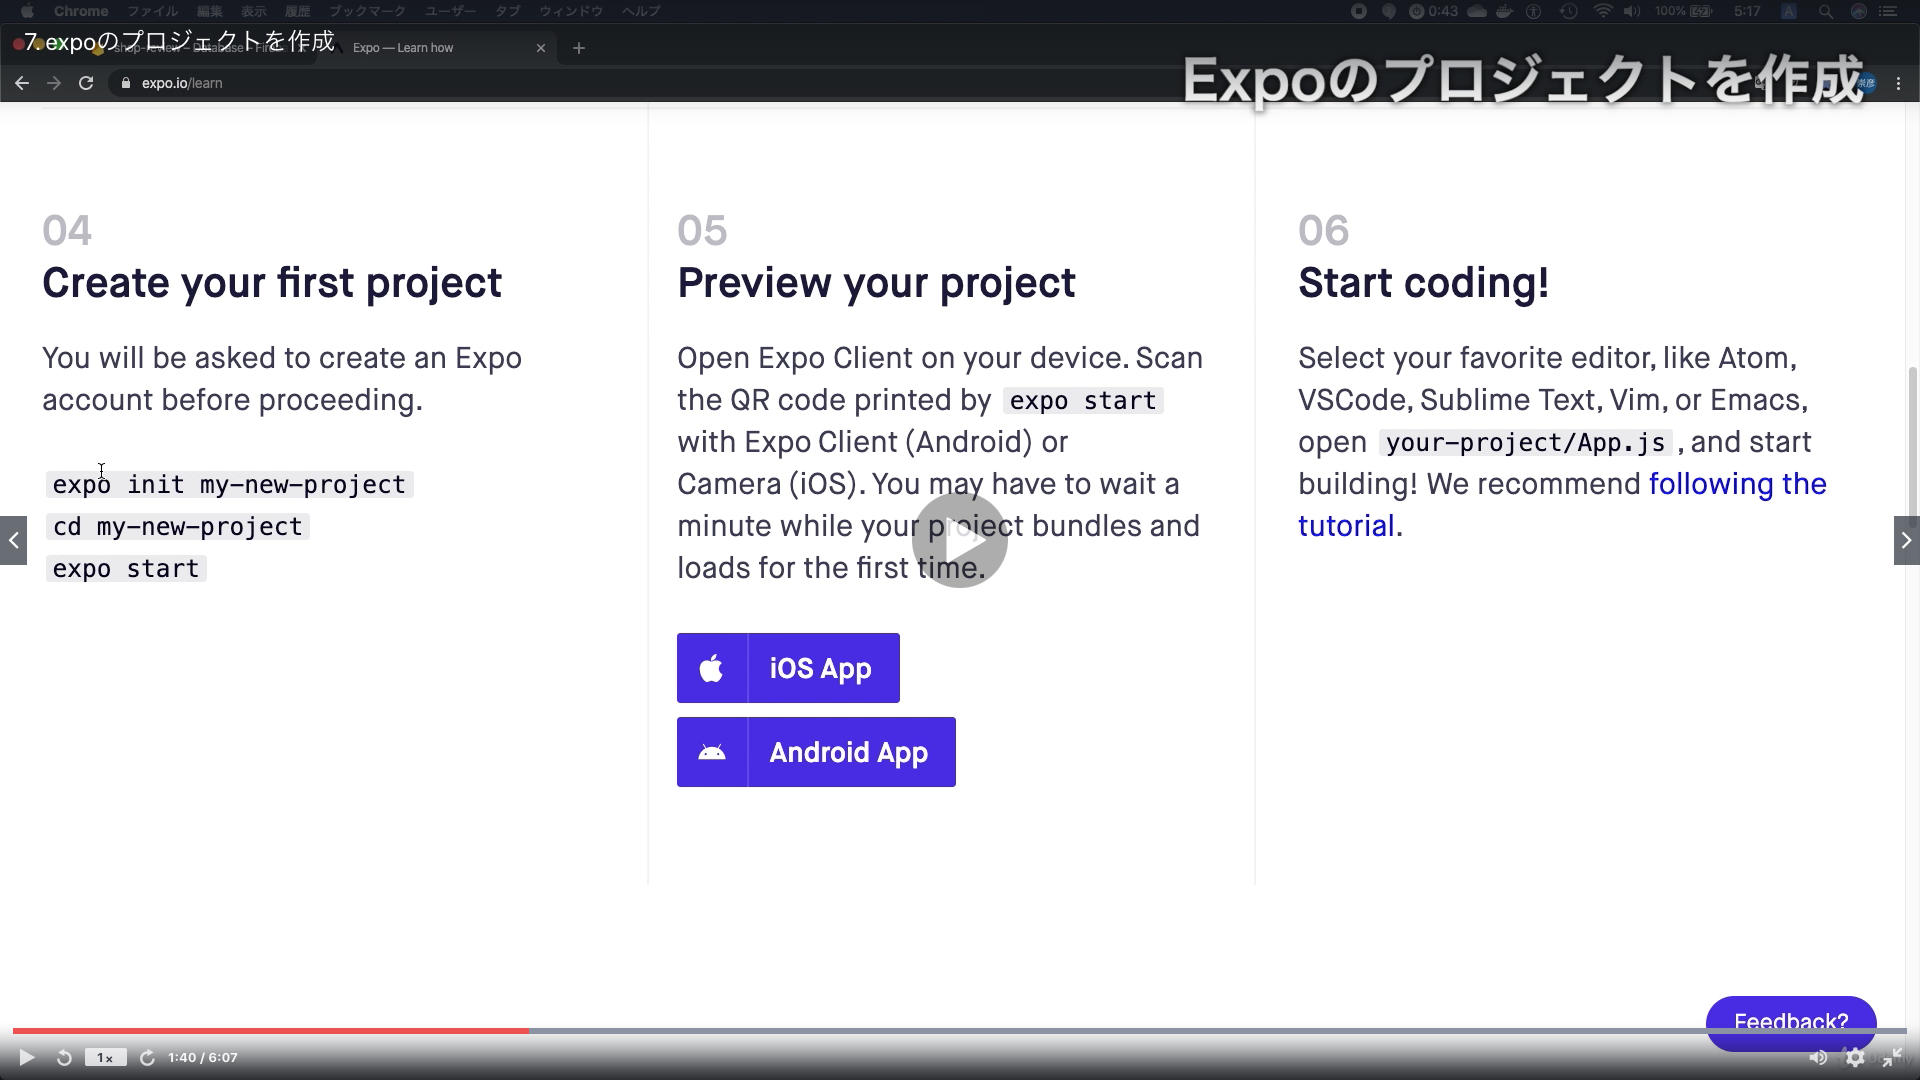 Chrome ファイル 編集 表示 履歴 ブックマーク ユーザー タブ ウィンドウ ヘルプ 0:43 100% 5:17 A
7. expoのプロジェクトを作成
shop-review – Database – Fire
Expo — Learn how
expo.io/learn
Expoのプロジェクトを作成
崇彦
04
Create your first project
You will be asked to create an Expo
account before proceeding.
expo init my-new-project
cd my-new-project
expo start
05
Preview your project
Open Expo Client on your device. Scan
the QR code printed by expo start
with Expo Client (Android) or
Camera (iOS). You may have to wait a
minute while your project bundles and
loads for the first time.
iOS App
Android App
06
Start coding!
Select your favorite editor, like Atom,
VSCode, Sublime Text, Vim, or Emacs,
open your-project/App.js , and start
building! We recommend following the
tutorial.
Feedback?
1x
1:40 / 6:07